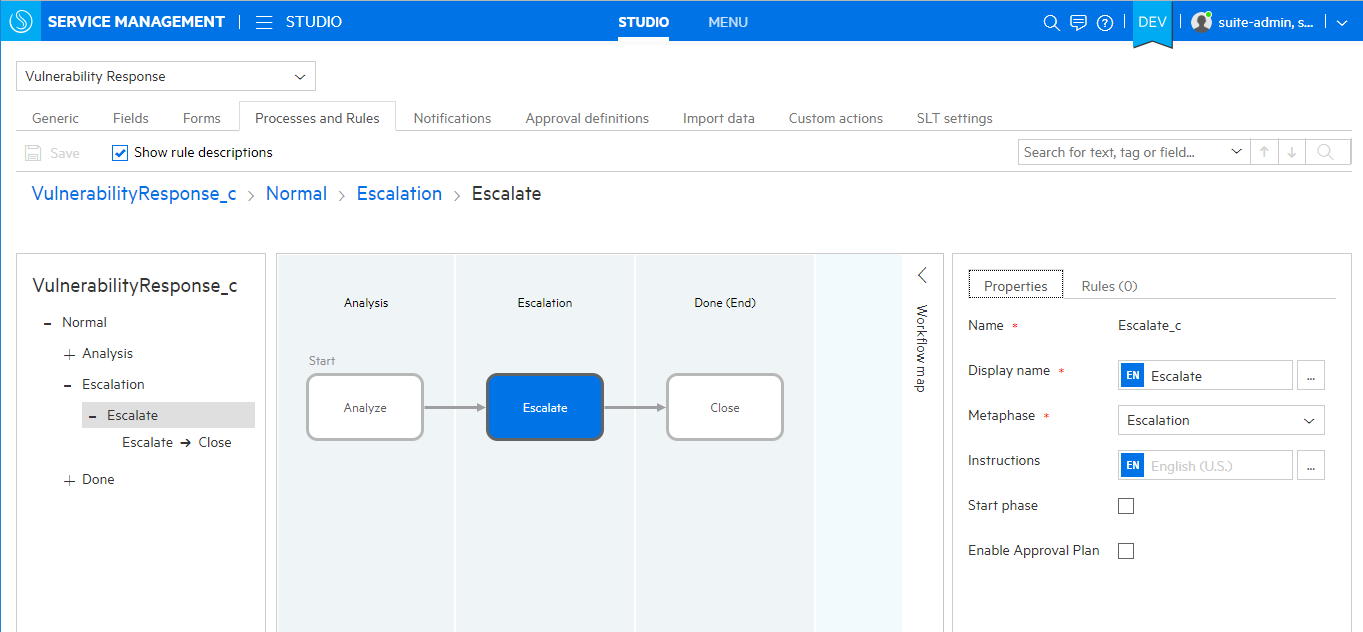 SERVICE MANAGEMENT STUDIO STUDIO MENU DEV suite-admin, s...
Vulnerability Response
Generic Fields Forms Processes and Rules Notifications Approval definitions Import data Custom actions SLT settings
Save Show rule descriptions Search for text, tag or field...
VulnerabilityResponse_c > Normal > Escalation > Escalate
VulnerabilityResponse_c
Normal
Analysis
Escalation
Escalate
Escalate → Close
Done
Analysis Escalation Done (End)
Start
Analyze Escalate Close
Workflow map
Properties Rules (0)
Name * Escalate_c
Display name * EN Escalate ...
Metaphase * Escalation
Instructions EN English (U.S.) ...
Start phase
Enable Approval Plan